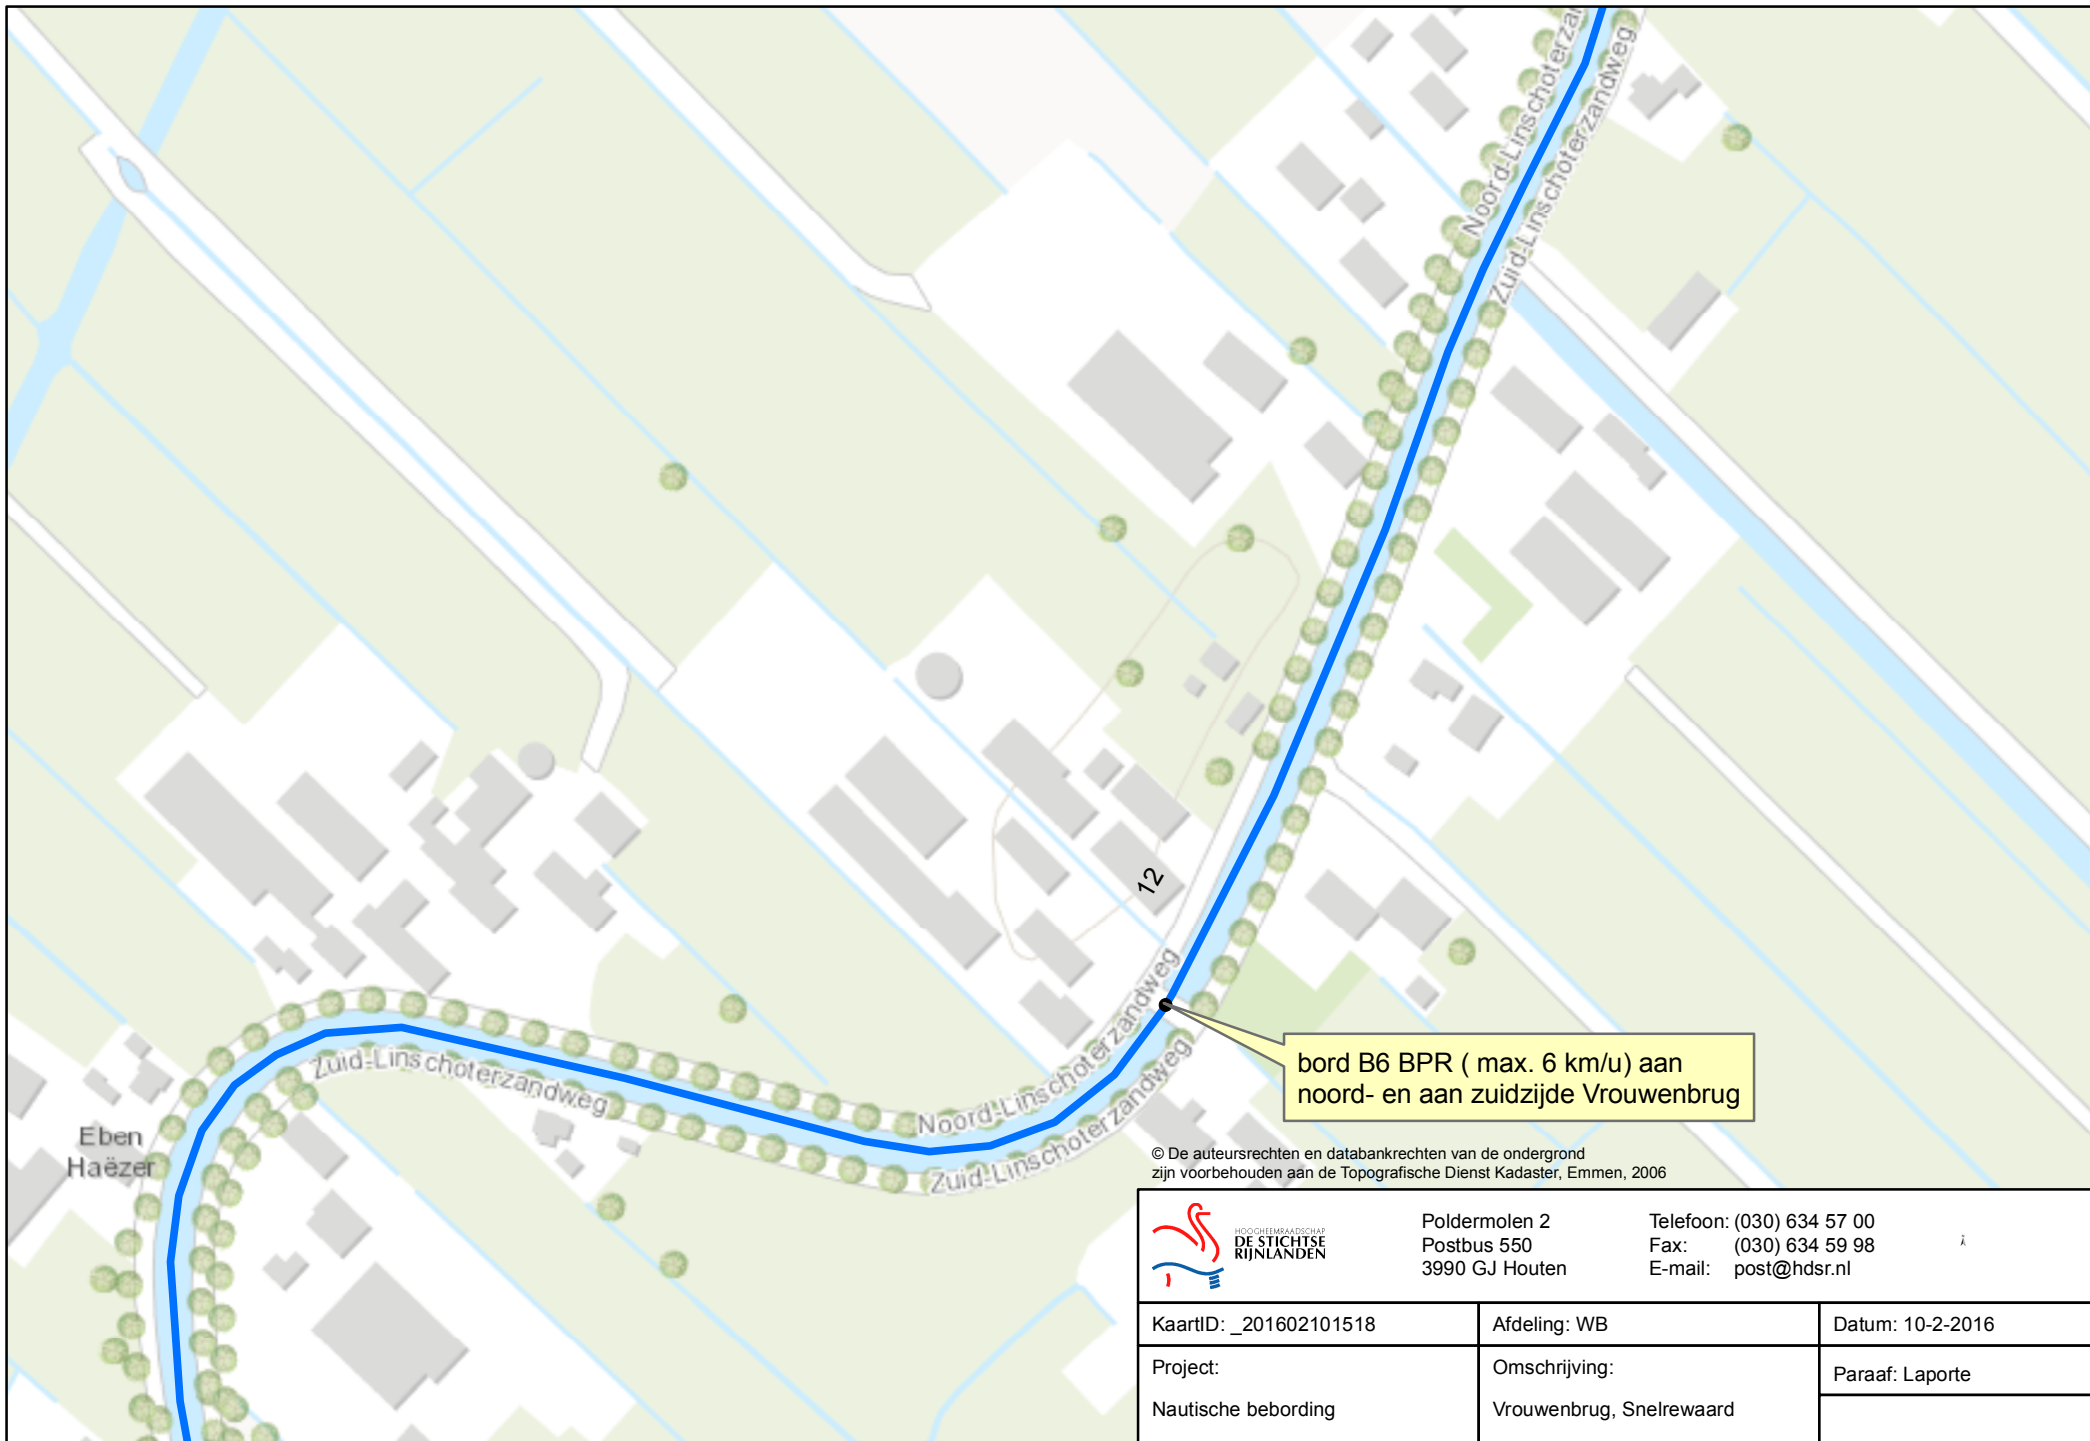 Noord-Linschoterza
Zuid-Linschoterzandweg
12
Noord-Linschoterzandweg
Zuid-Linschoterzandweg
Zuid-Linschoterzandweg
Eben
Haëzer
bord B6 BPR ( max. 6 km/u) aan
noord- en aan zuidzijde Vrouwenbrug
© De auteursrechten en databankrechten van de ondergrond
zijn voorbehouden aan de Topografische Dienst Kadaster, Emmen, 2006
HOOGHEEMRAADSCHAP
DE STICHTSE
RIJNLANDEN
Poldermolen 2
Postbus 550
3990 GJ Houten
Telefoon: (030) 634 57 00
Fax: (030) 634 59 98
E-mail: post@hdsr.nl
KaartID: _201602101518
Afdeling: WB
Datum: 10-2-2016
Project:
Nautische bebording
Omschrijving:
Vrouwenbrug, Snelrewaard
Paraaf: Laporte